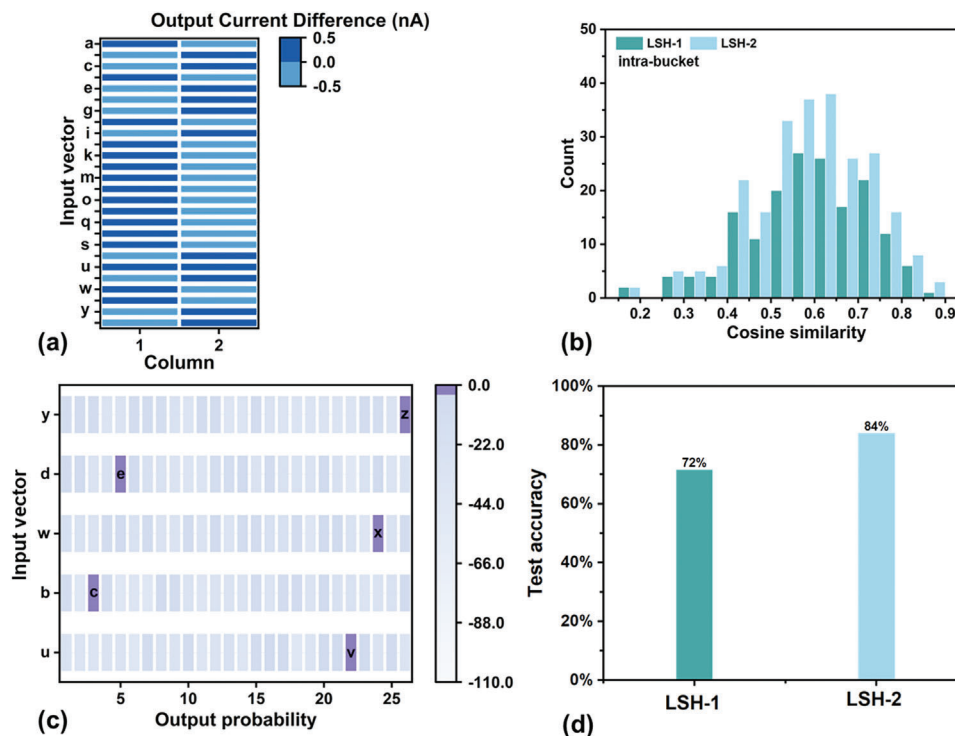 Output Current Difference (nA)
a
c
e
g
i
k
m
o
q
s
u
w
y
Input vector
1
2
Column
0.5
0.0
-0.5
(a)
LSH-1
LSH-2
intra-bucket
50
40
30
20
10
0
Count
0.2
0.3
0.4
0.5
0.6
0.7
0.8
0.9
Cosine similarity
(b)
y
d
w
b
u
Input vector
z
e
x
c
v
5
10
15
20
25
Output probability
0.0
-22.0
-44.0
-66.0
-88.0
-110.0
(c)
100%
80%
60%
40%
20%
0%
Test accuracy
72%
84%
LSH-1
LSH-2
(d)